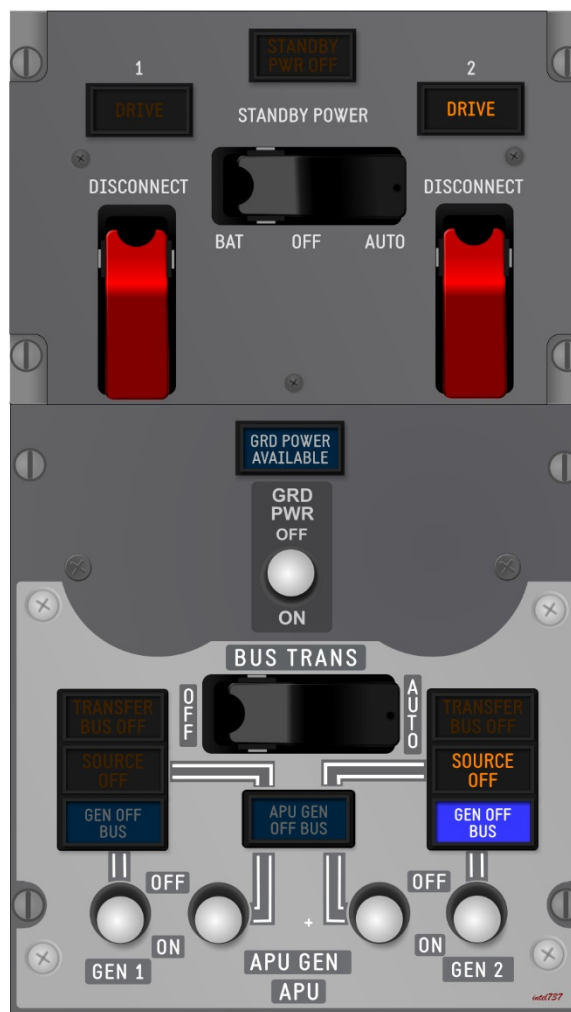 STANDBY
PWR OFF
1
2
DRIVE
STANDBY POWER
DRIVE
DISCONNECT
DISCONNECT
BAT
OFF
AUTO
GRD POWER
AVAILABLE
GRD
PWR
OFF
ON
BUS TRANS
OFF
AUTO
TRANSFER
BUS OFF
SOURCE
OFF
GEN OFF
BUS
APU GEN
OFF BUS
TRANSFER
BUS OFF
SOURCE
OFF
GEN OFF
BUS
OFF
ON
GEN 1
OFF
ON
GEN 2
APU GEN
APU
intel737